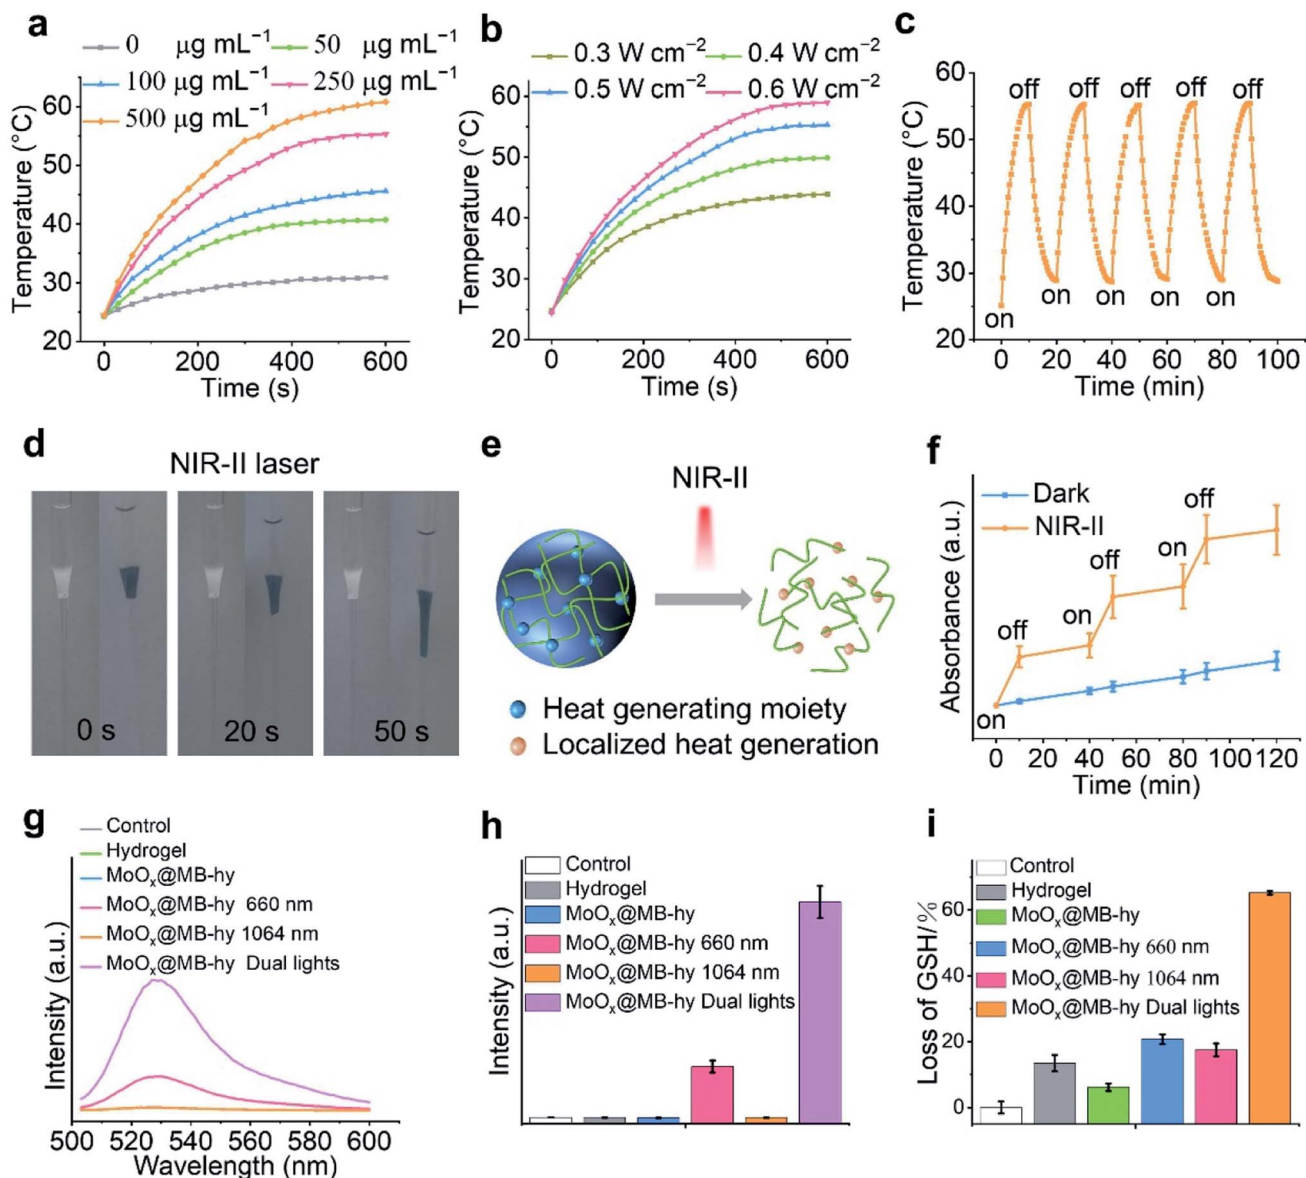 a
0 μg mL⁻¹ 50 μg mL⁻¹
100 μg mL⁻¹ 250 μg mL⁻¹
500 μg mL⁻¹
Temperature (°C)
60
50
40
30
20
0 200 400 600
Time (s)
b
0.3 W cm⁻² 0.4 W cm⁻²
0.5 W cm⁻² 0.6 W cm⁻²
Temperature (°C)
60
50
40
30
20
0 200 400 600
Time (s)
c
off off off off off
Temperature (°C)
60
50
40
30
20
on on on on on
0 20 40 60 80 100
Time (min)
d
NIR-II laser
0 s 20 s 50 s
e
NIR-II
Heat generating moiety
Localized heat generation
f
Dark
NIR-II
Absorbance (a.u.)
on off on off on off
0 20 40 60 80 100 120
Time (min)
g
Control
Hydrogel
MoOₓ@MB-hy
MoOₓ@MB-hy 660 nm
MoOₓ@MB-hy 1064 nm
MoOₓ@MB-hy Dual lights
Intensity (a.u.)
500 520 540 560 580 600
Wavelength (nm)
h
Control
Hydrogel
MoOₓ@MB-hy
MoOₓ@MB-hy 660 nm
MoOₓ@MB-hy 1064 nm
MoOₓ@MB-hy Dual lights
Intensity (a.u.)
i
Control
Hydrogel
MoOₓ@MB-hy
MoOₓ@MB-hy 660 nm
MoOₓ@MB-hy 1064 nm
MoOₓ@MB-hy Dual lights
Loss of GSH/%
60
40
20
0